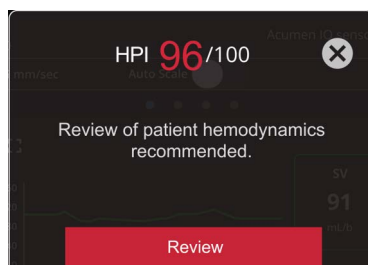 Acumen IQ sensor
HPI 96/100
mm/sec
Auto Scale
Review of patient hemodynamics
recommended.
SV
91
mL/b
Review